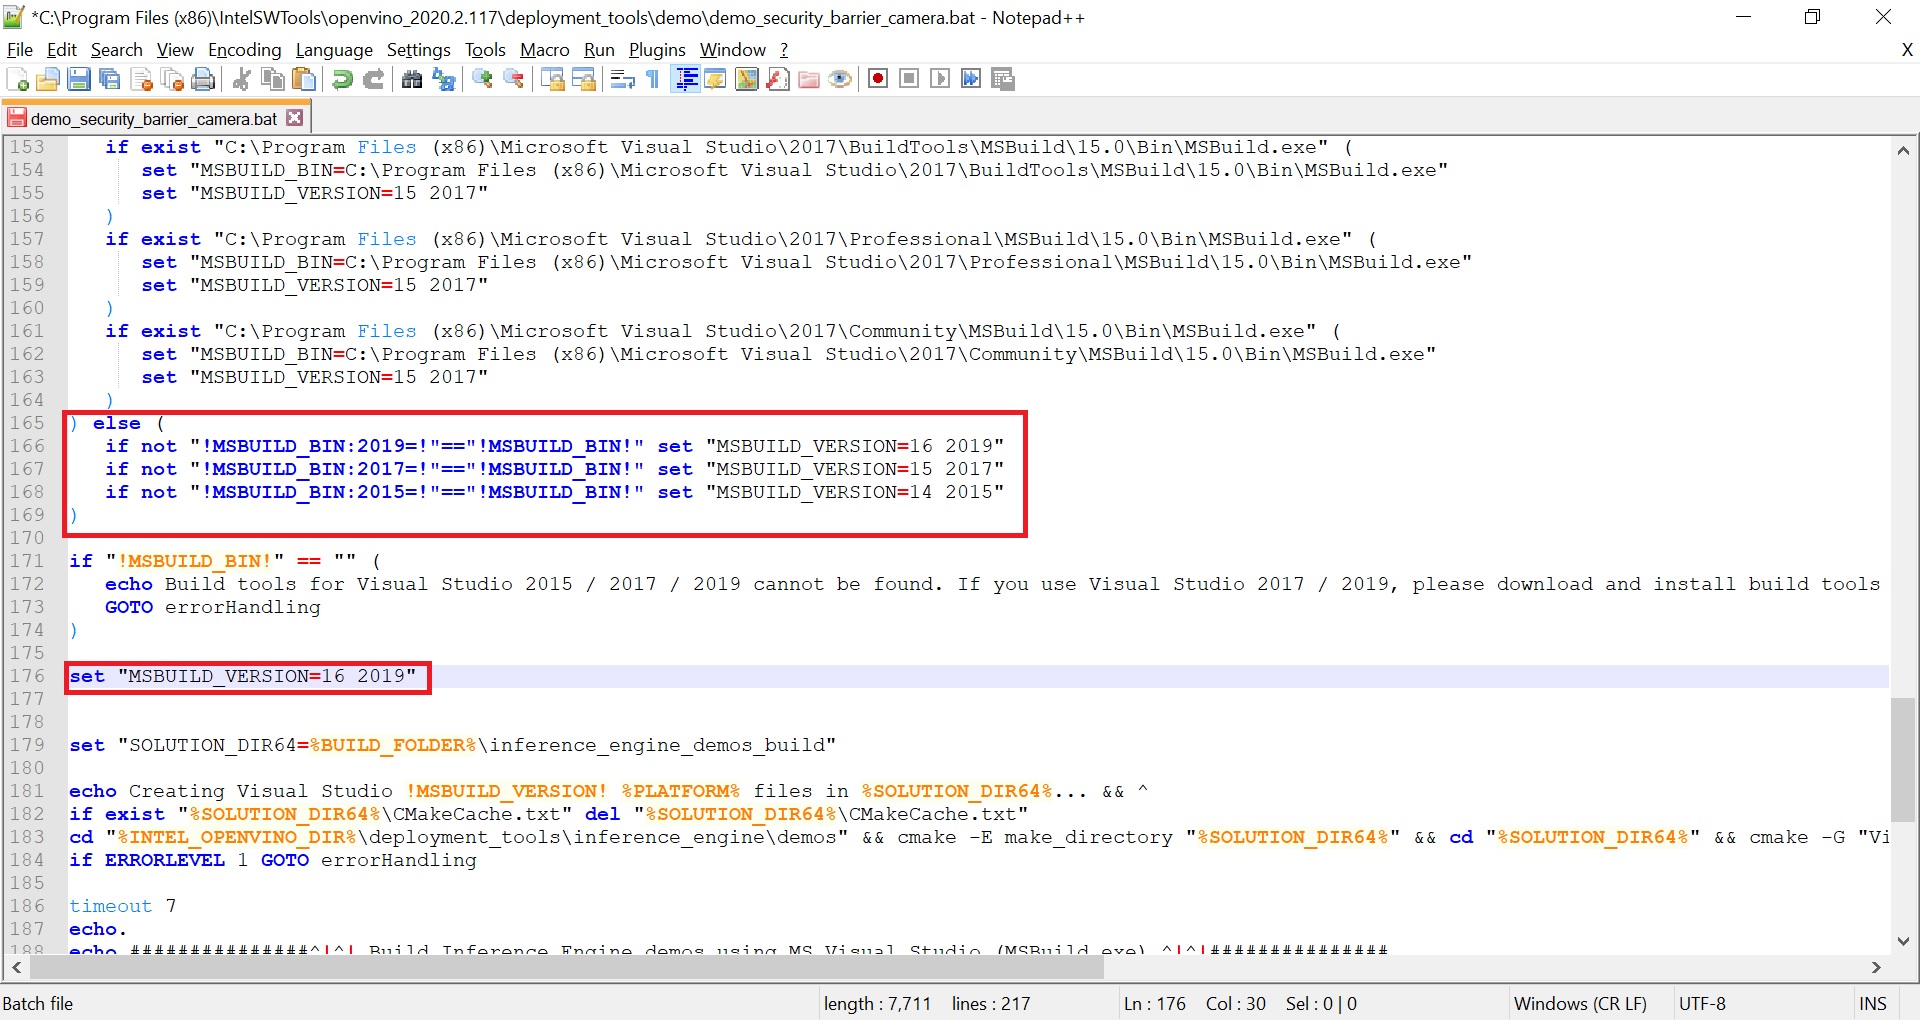 *C:\Program Files (x86)\IntelSWTools\openvino_2020.2.117\deployment_tools\demo\demo_security_barrier_camera.bat - Notepad++
File Edit Search View Encoding Language Settings Tools Macro Run Plugins Window ? X
demo_security_barrier_camera.bat
153 if exist "C:\Program Files (x86)\Microsoft Visual Studio\2017\BuildTools\MSBuild\15.0\Bin\MSBuild.exe" (
154 set "MSBUILD_BIN=C:\Program Files (x86)\Microsoft Visual Studio\2017\BuildTools\MSBuild\15.0\Bin\MSBuild.exe"
155 set "MSBUILD_VERSION=15 2017"
156 )
157 if exist "C:\Program Files (x86)\Microsoft Visual Studio\2017\Professional\MSBuild\15.0\Bin\MSBuild.exe" (
158 set "MSBUILD_BIN=C:\Program Files (x86)\Microsoft Visual Studio\2017\Professional\MSBuild\15.0\Bin\MSBuild.exe"
159 set "MSBUILD_VERSION=15 2017"
160 )
161 if exist "C:\Program Files (x86)\Microsoft Visual Studio\2017\Community\MSBuild\15.0\Bin\MSBuild.exe" (
162 set "MSBUILD_BIN=C:\Program Files (x86)\Microsoft Visual Studio\2017\Community\MSBuild\15.0\Bin\MSBuild.exe"
163 set "MSBUILD_VERSION=15 2017"
164 )
165 ) else (
166 if not "!MSBUILD_BIN:2019=!"=="!MSBUILD_BIN!" set "MSBUILD_VERSION=16 2019"
167 if not "!MSBUILD_BIN:2017=!"=="!MSBUILD_BIN!" set "MSBUILD_VERSION=15 2017"
168 if not "!MSBUILD_BIN:2015=!"=="!MSBUILD_BIN!" set "MSBUILD_VERSION=14 2015"
169 )
170
171 if "!MSBUILD_BIN!" == "" (
172 echo Build tools for Visual Studio 2015 / 2017 / 2019 cannot be found. If you use Visual Studio 2017 / 2019, please download and install build tools
173 GOTO errorHandling
174 )
175
176 set "MSBUILD_VERSION=16 2019"
177
178
179 set "SOLUTION_DIR64=%BUILD_FOLDER%\inference_engine_demos_build"
180
181 echo Creating Visual Studio !MSBUILD_VERSION! %PLATFORM% files in %SOLUTION_DIR64%... && ^
182 if exist "%SOLUTION_DIR64%\CMakeCache.txt" del "%SOLUTION_DIR64%\CMakeCache.txt"
183 cd "%INTEL_OPENVINO_DIR%\deployment_tools\inference_engine\demos" && cmake -E make_directory "%SOLUTION_DIR64%" && cd "%SOLUTION_DIR64%" && cmake -G "Vi
184 if ERRORLEVEL 1 GOTO errorHandling
185
186 timeout 7
187 echo.
188 echo ###############^|^| Build Inference Engine demos using MS Visual Studio (MSBuild.exe) ^|^|###############
Batch file length : 7,711 lines : 217 Ln : 176 Col : 30 Sel : 0 | 0 Windows (CR LF) UTF-8 INS